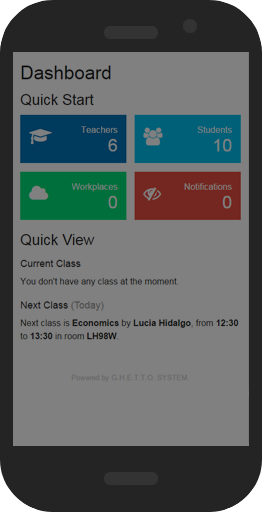 Dashboard
Quick Start
Teachers
6
Students
10
Workplaces
0
Notifications
0
Quick View
Current Class
You don't have any class at the moment.
Next Class (Today)
Next class is Economics by Lucia Hidalgo, from 12:30
to 13:30 in room LH98W.
Powered by G.H.E.T.T.O. SYSTEM.